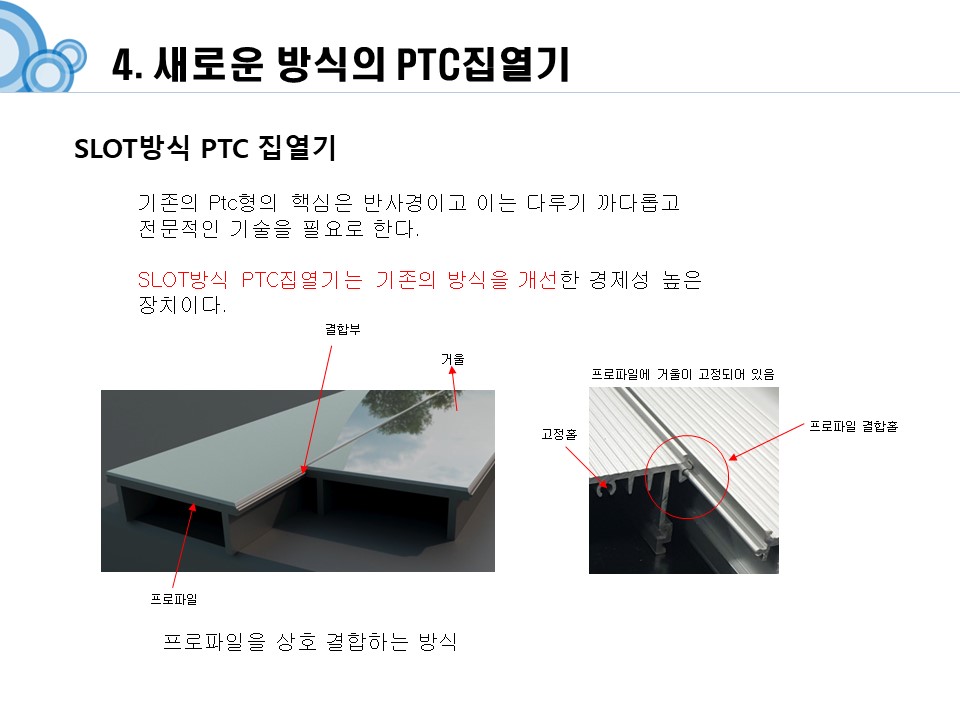 4. 새로운 방식의 PTC집열기
SLOT방식 PTC 집열기
기존의 Ptc형의 핵심은 반사경이고 이는 다루기 까다롭고
전문적인 기술을 필요로 한다.
SLOT방식 PTC집열기는 기존의 방식을 개선한 경제성 높은
장치이다.
결합부
거울
프로파일에 거울이 고정되어 있음
고정홀
프로파일 결합홀
프로파일
프로파일을 상호 결합하는 방식